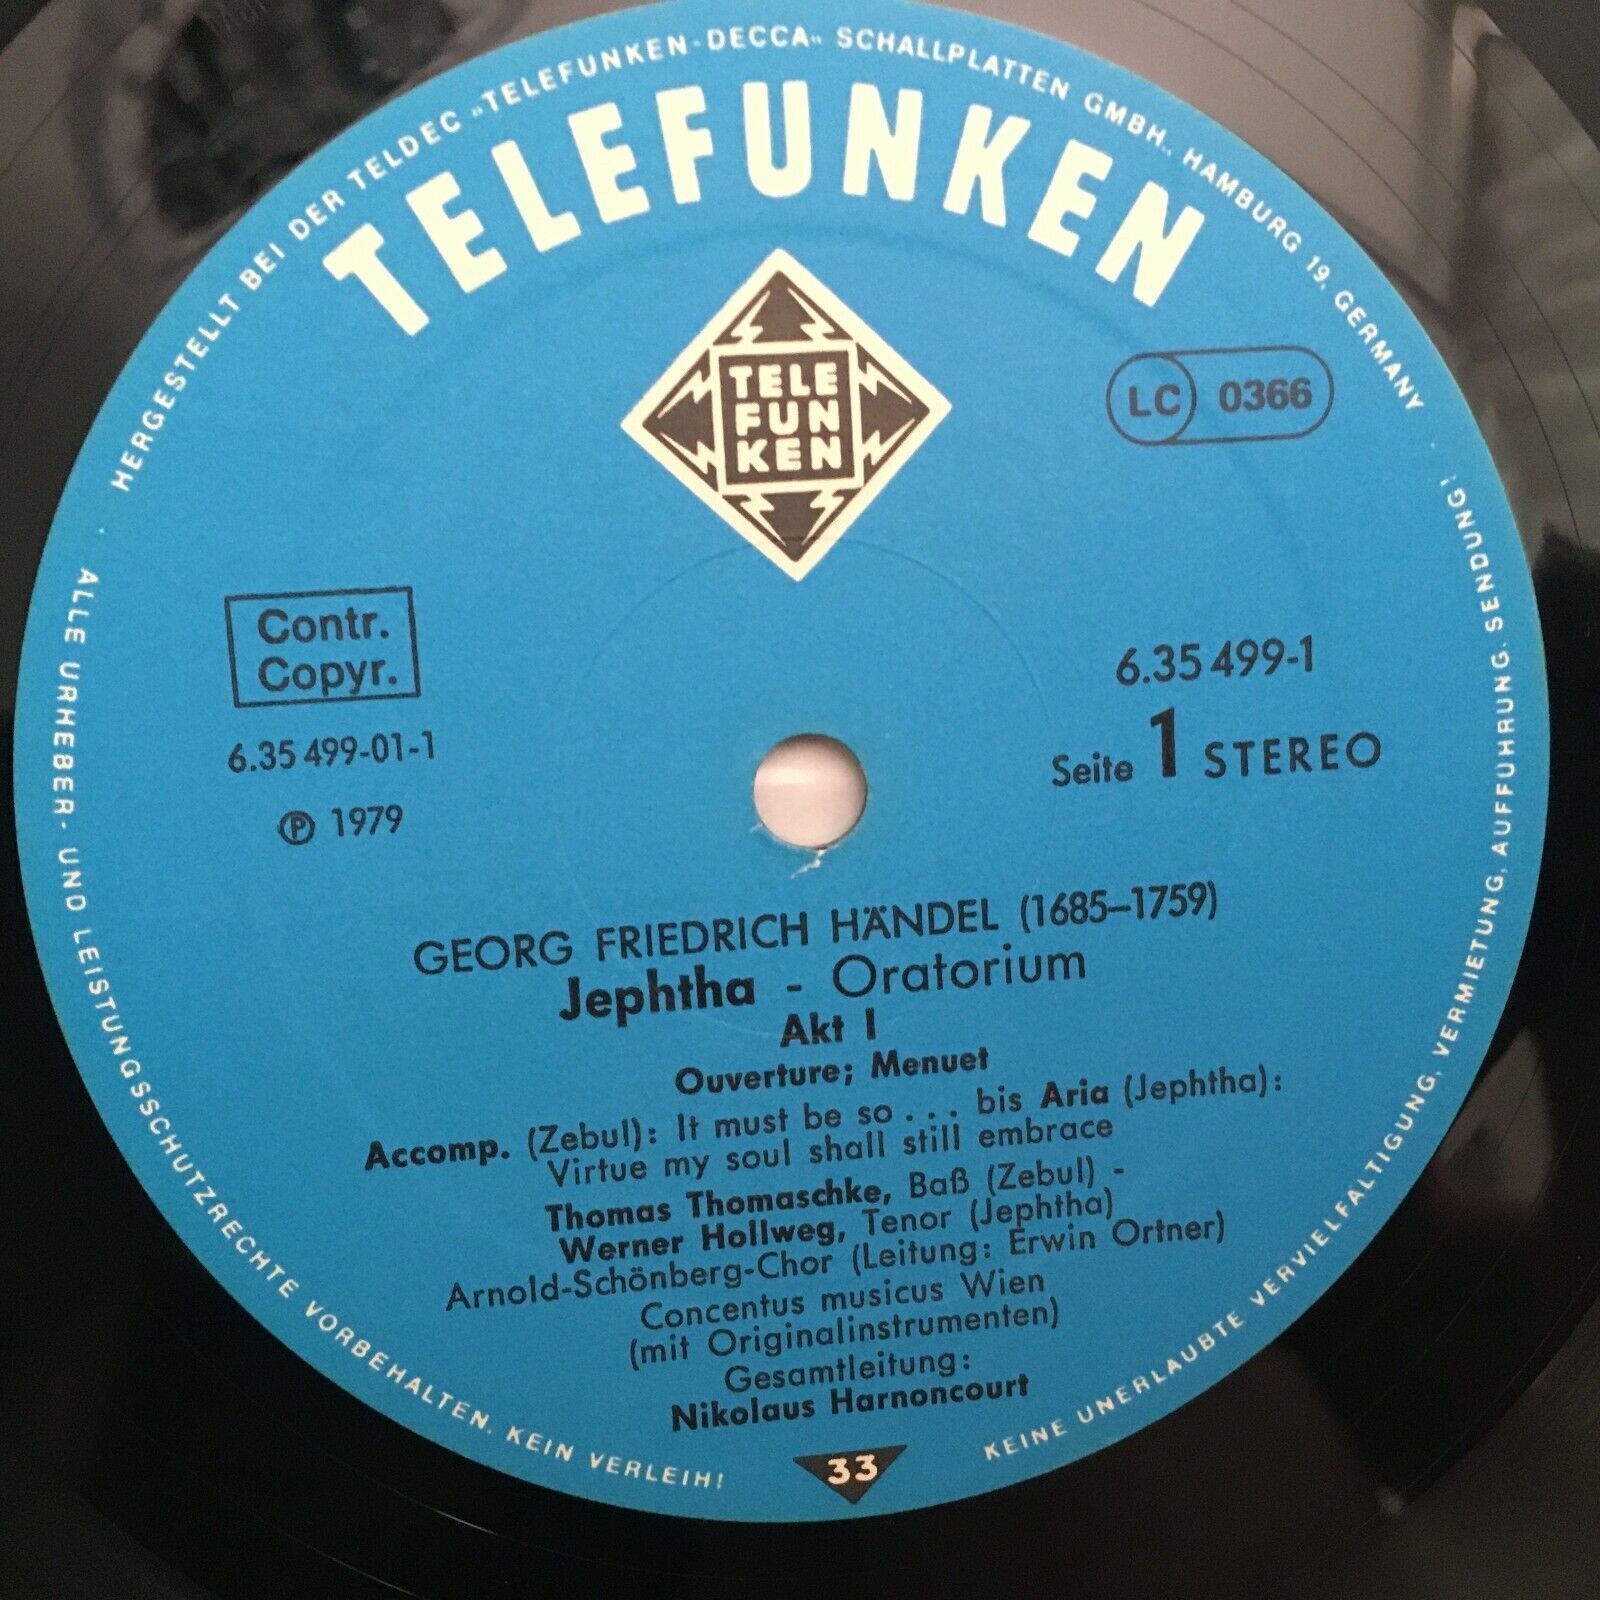 HERGESTELLT BEI DER TELDEC „TELEFUNKEN-DECCA“ SCHALLPLATTEN GMBH., HAMBURG 19, GERMANY
TELEFUNKEN
TELE
FUN
KEN
LC 0366
Contr.
Copyr.
6.35 499-01-1
Ⓟ 1979
6.35 499-1
Seite 1 STEREO
GEORG FRIEDRICH HÄNDEL (1685–1759)
Jephtha - Oratorium
Akt I
Ouverture; Menuet
Accomp. (Zebul): It must be so . . . bis Aria (Jephtha):
Virtue my soul shall still embrace
Thomas Thomaschke, Baß (Zebul) -
Werner Hollweg, Tenor (Jephtha)
Arnold-Schönberg-Chor (Leitung: Erwin Ortner)
Concentus musicus Wien
(mit Originalinstrumenten)
Gesamtleitung:
Nikolaus Harnoncourt
33
ALLE URHEBER- UND LEISTUNGSSCHUTZRECHTE VORBEHALTEN. KEIN VERLEIH!
KEINE UNERLAUBTE VERVIELFALTIGUNG, VERMIETUNG, AUFFUHRUNG. SENDUNG!